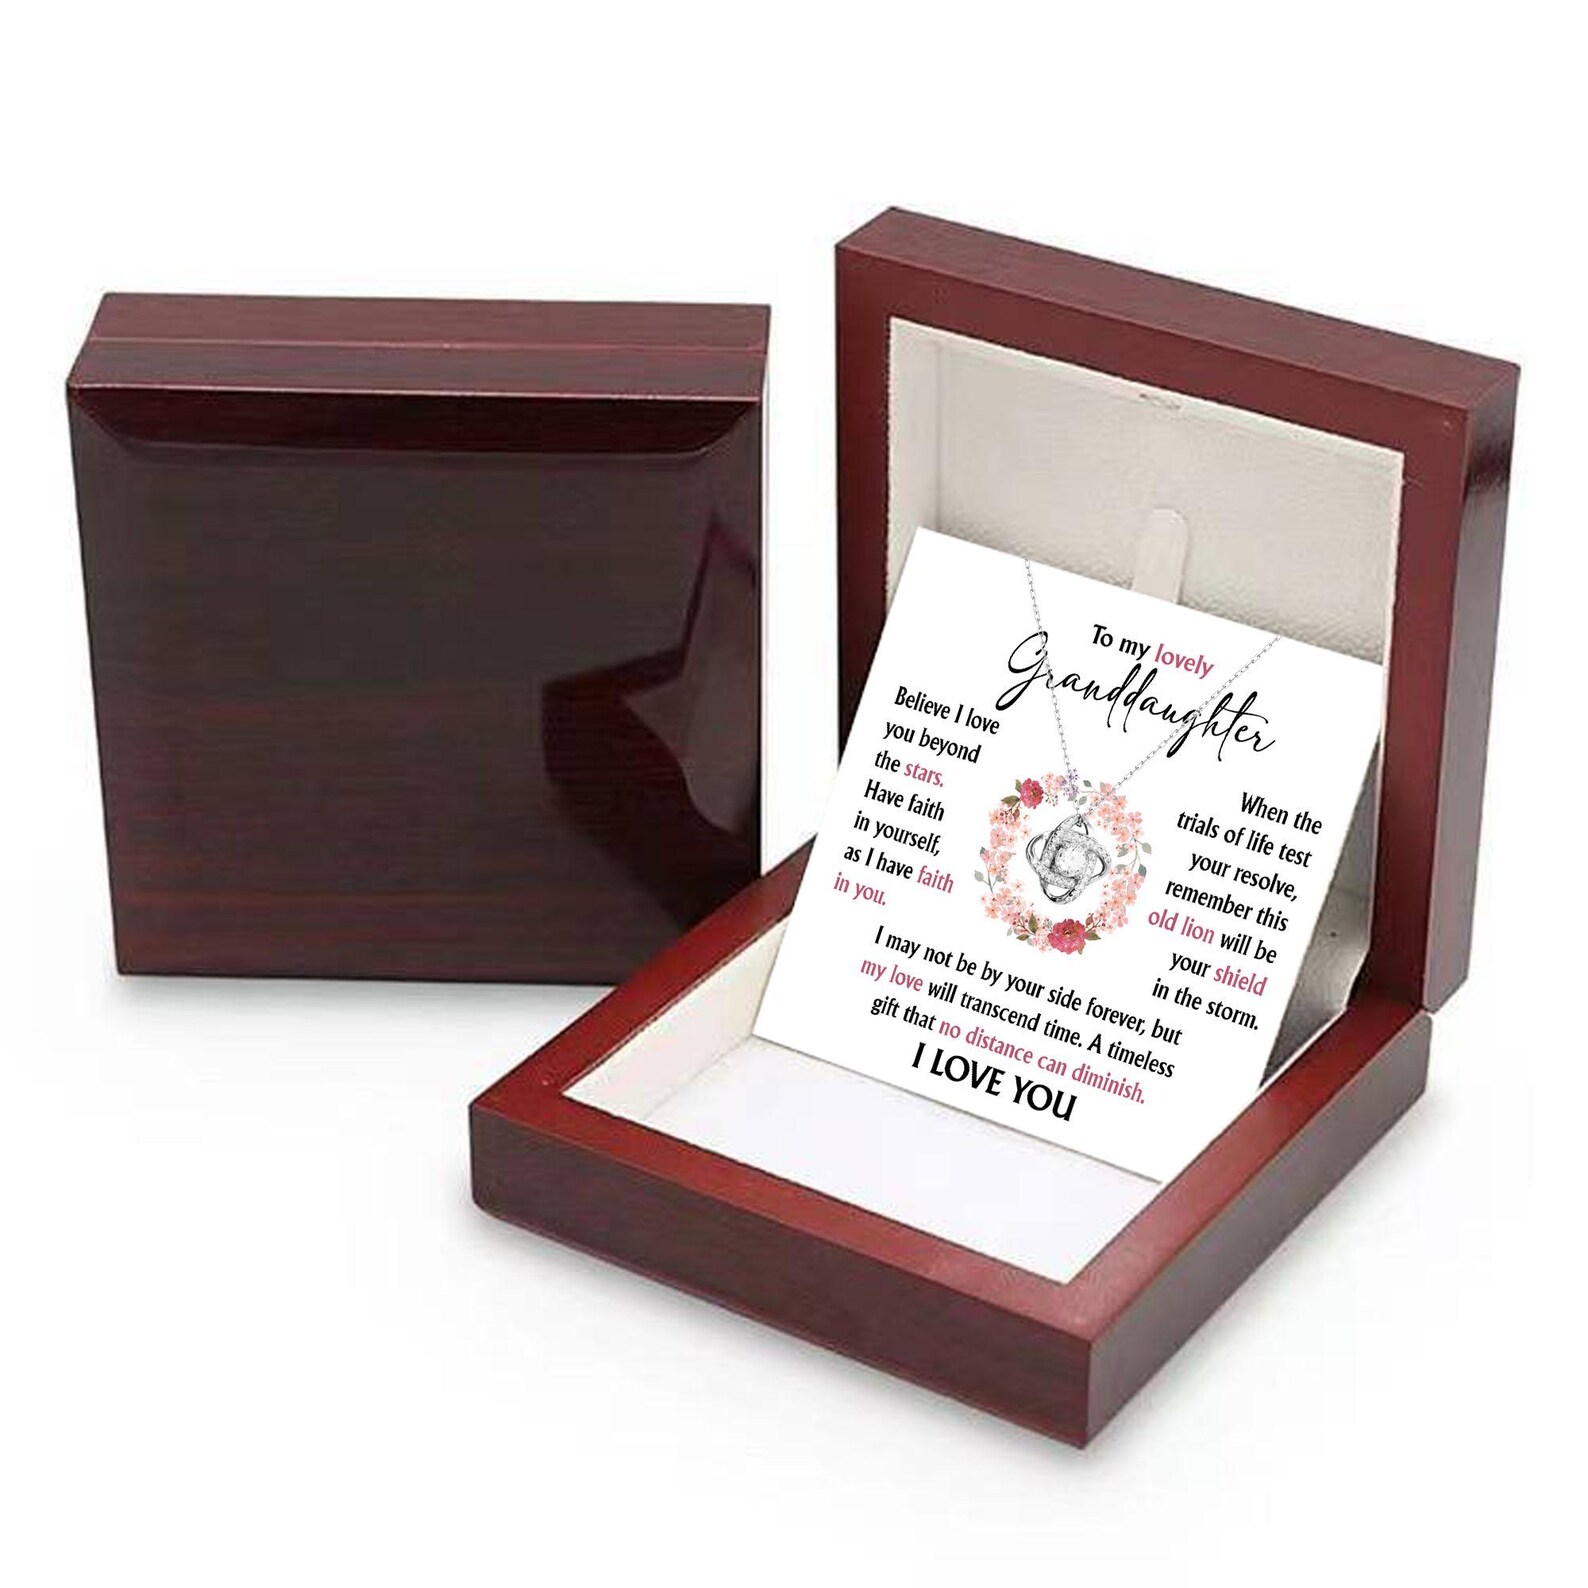 To my lovely
Granddaughter
Believe I love
you beyond
the stars.
Have faith
in yourself,
as I have faith
in you.
When the
trials of life test
your resolve,
remember this
old lion will be
your shield
in the storm.
I may not be by your side forever, but
my love will transcend time. A timeless
gift that no distance can diminish.
I LOVE YOU